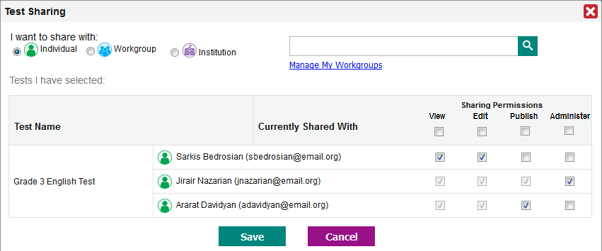 Test Sharing
I want to share with:
Individual Workgroup Institution
Manage My Workgroups
Tests I have selected:
Sharing Permissions
Test Name Currently Shared With View Edit Publish Administer
Grade 3 English Test
Sarkis Bedrosian (sbedrosian@email.org)
Jirair Nazarian (jnazarian@email.org)
Ararat Davidyan (adavidyan@email.org)
Save Cancel